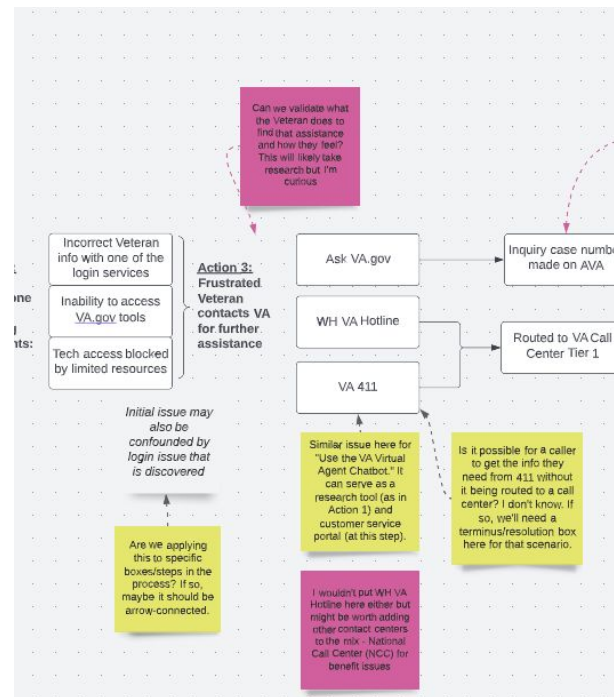 Can we validate what
the Veteran does to
find that assistance
and how they feel?
This will likely take
research but I'm
curious
1
one
d
nts:
Incorrect Veteran
info with one of the
login services
Inability to access
VA.gov tools
Tech access blocked
by limited resources
Action 3:
Frustrated
Veteran
contacts VA
for further
assistance
Ask VA.gov
Inquiry case numbe
made on AVA
WH VA Hotline
VA 411
Routed to VA Call
Center Tier 1
Initial issue may
also be
confounded by
login issue that
is discovered
Similar issue here for
"Use the VA Virtual
Agent Chatbot." It
can serve as a
research tool (as in
Action 1) and
customer service
portal (at this step).
Is it possible for a caller
to get the info they
need from 411 without
it being routed to a call
center? I don't know. If
so, we'll need a
terminus/resolution box
here for that scenario.
Are we applying
this to specific
boxes/steps in the
process? If so,
maybe it should be
arrow-connected.
I wouldn't put WH VA
Hotline here either but
might be worth adding
other contact centers
to the mix - National
Call Center (NCC) for
benefit issues